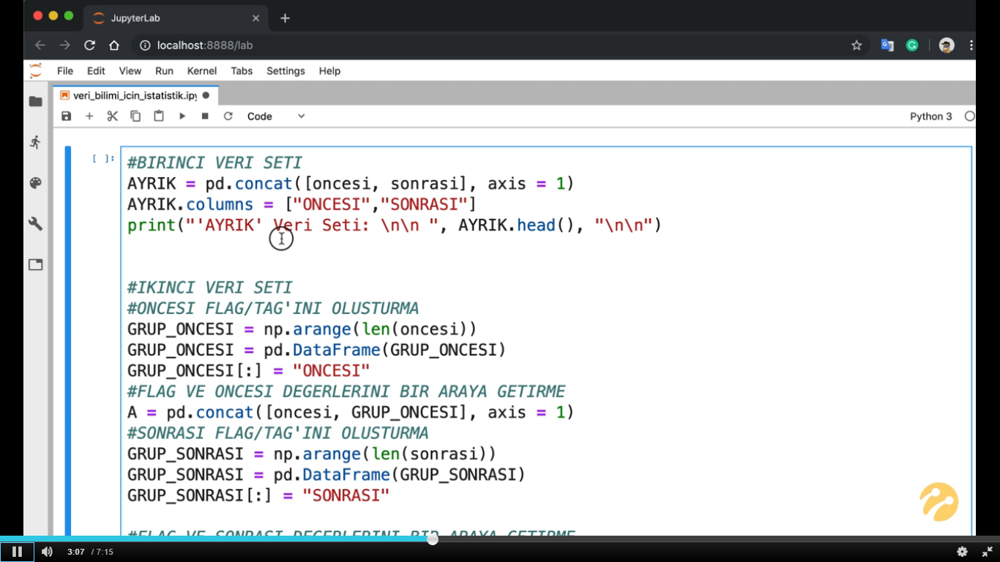 JupyterLab
localhost:8888/lab
File Edit View Run Kernel Tabs Settings Help
veri_bilimi_icin_istatistik.ipy
Code
Python 3
[ ]:
#BIRINCI VERI SETI
AYRIK = pd.concat([oncesi, sonrasi], axis = 1)
AYRIK.columns = ["ONCESI","SONRASI"]
print("'AYRIK' Veri Seti: \n\n ", AYRIK.head(), "\n\n")
#IKINCI VERI SETI
#ONCESI FLAG/TAG'INI OLUSTURMA
GRUP_ONCESI = np.arange(len(oncesi))
GRUP_ONCESI = pd.DataFrame(GRUP_ONCESI)
GRUP_ONCESI[:] = "ONCESI"
#FLAG VE ONCESI DEGERLERINI BIR ARAYA GETIRME
A = pd.concat([oncesi, GRUP_ONCESI], axis = 1)
#SONRASI FLAG/TAG'INI OLUSTURMA
GRUP_SONRASI = np.arange(len(sonrasi))
GRUP_SONRASI = pd.DataFrame(GRUP_SONRASI)
GRUP_SONRASI[:] = "SONRASI"
#FLAG VE SONRASI DEGERLERINI BIR ARAYA GETIRME
3:07 / 7:15